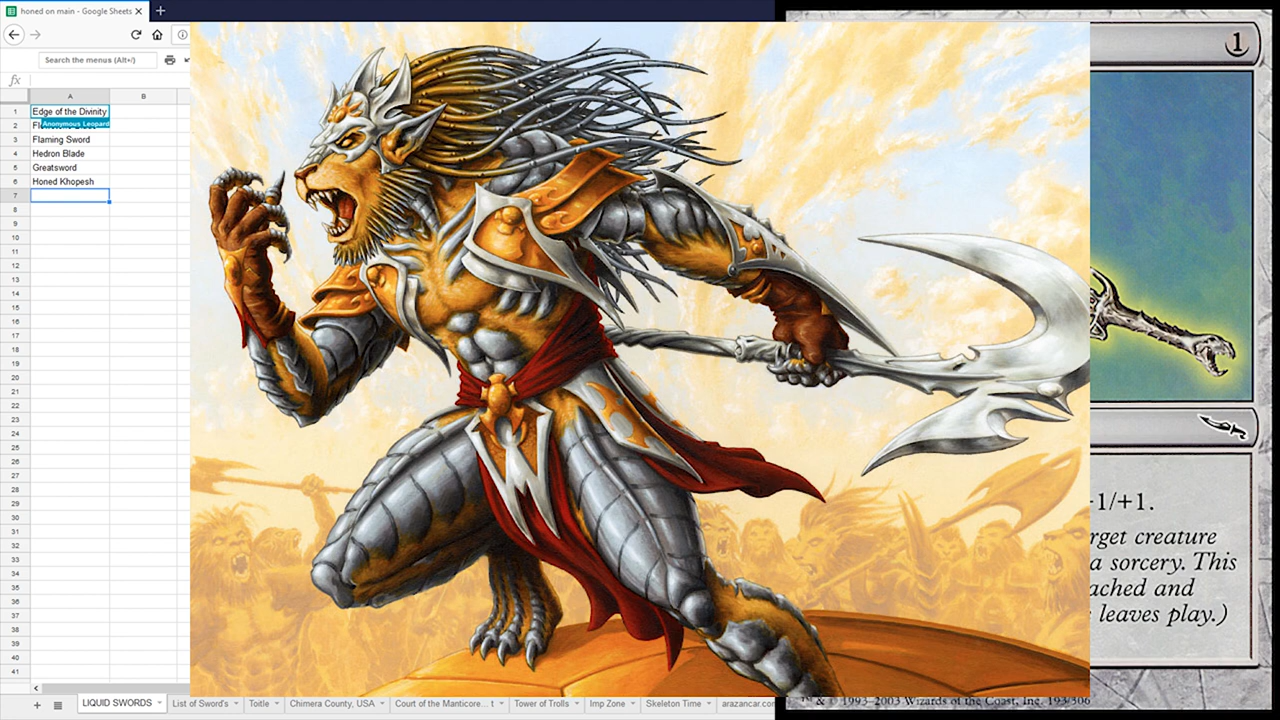 honed on main - Google Sheets
Search the menus (Alt+/)
fx
A B
1 Edge of the Divinity
2
Anonymous Leopard
3 Flaming Sword
4 Hedron Blade
5 Greatsword
6 Honed Khopesh
7
8
9
10
11
12
13
14
15
16
17
18
19
20
21
22
23
24
25
26
27
28
29
30
31
32
33
34
35
36
37
38
39
40
41
LIQUID SWORDS
List of Sword's
Toitle
Chimera County, USA
Court of the Manticore... t
Tower of Trolls
Imp Zone
Skeleton Time
arazancar.com
1
-1/+1.
rget creature
a sorcery. This
ached and
leaves play.)
™ & © 1993–2003 Wizards of the Coast, Inc. 193/306